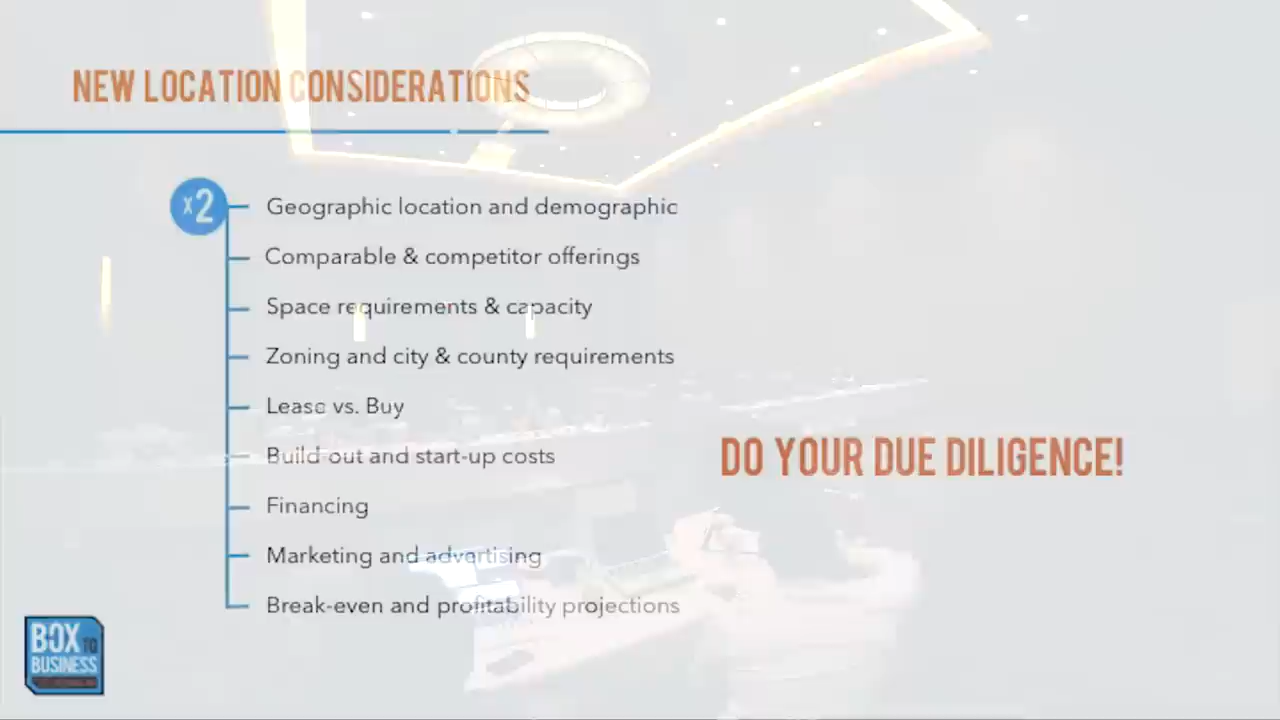 NEW LOCATION CONSIDERATIONS
x2
Geographic location and demographic
Comparable & competitor offerings
Space requirements & capacity
Zoning and city & county requirements
Lease vs. Buy
Build-out and start-up costs
Financing
Marketing and advertising
Break-even and profitability projections
DO YOUR DUE DILIGENCE!
BOX TO
BUSINESS